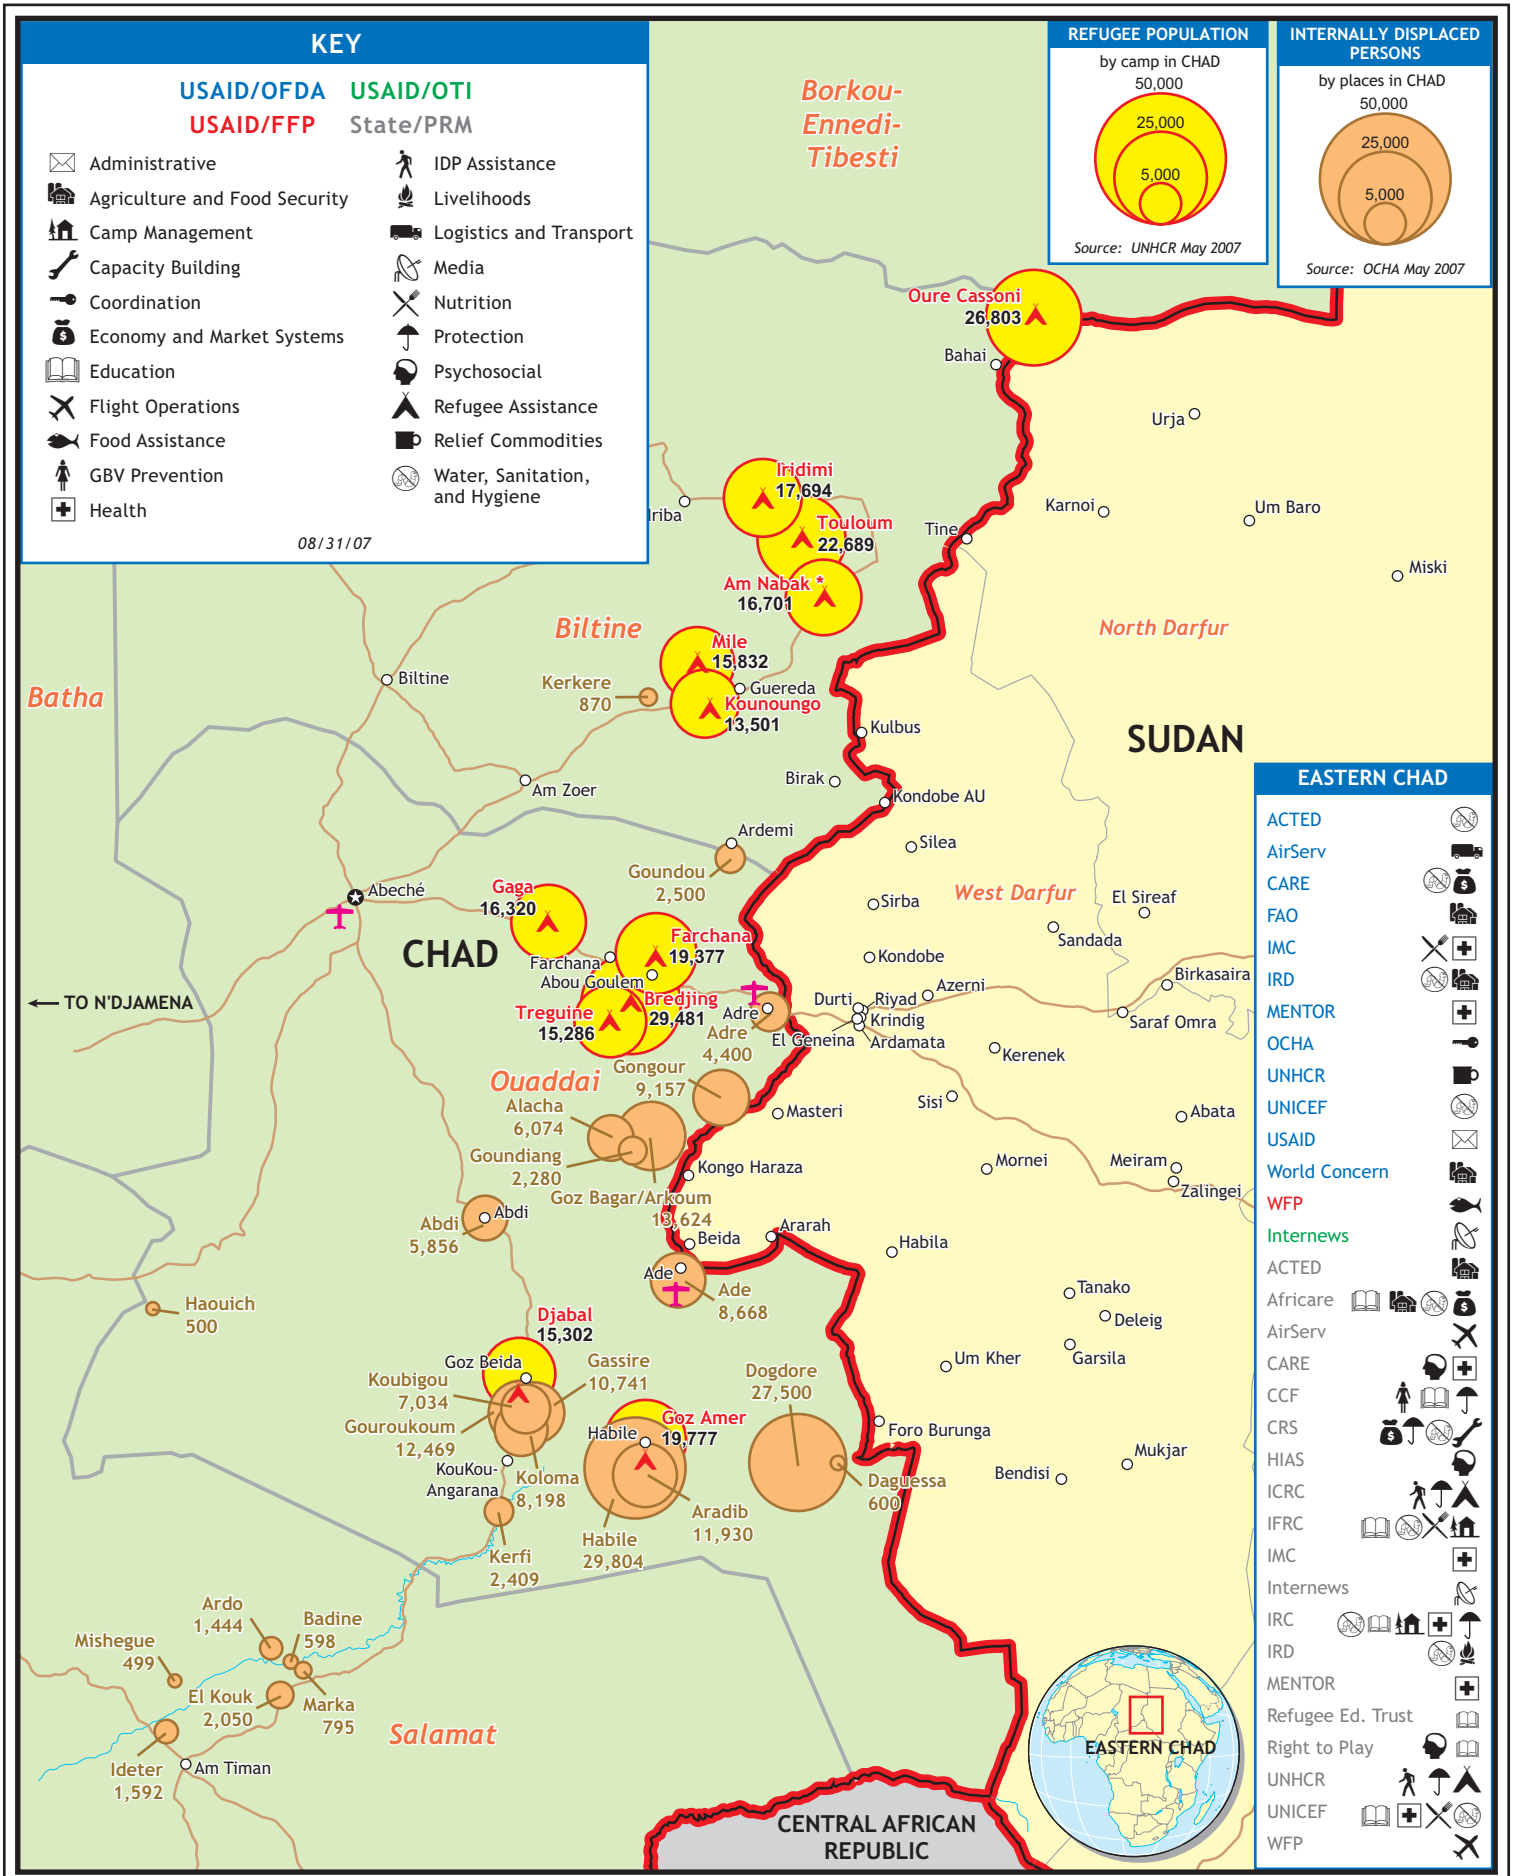 KEY
USAID/OFDA USAID/OTI
USAID/FFP State/PRM
Administrative
Agriculture and Food Security
Camp Management
Capacity Building
Coordination
Economy and Market Systems
Education
Flight Operations
Food Assistance
GBV Prevention
Health
IDP Assistance
Livelihoods
Logistics and Transport
Media
Nutrition
Protection
Psychosocial
Refugee Assistance
Relief Commodities
Water, Sanitation,
and Hygiene
08/31/07
REFUGEE POPULATION
by camp in CHAD
50,000
25,000
5,000
Source: UNHCR May 2007
INTERNALLY DISPLACED
PERSONS
by places in CHAD
50,000
25,000
5,000
Source: OCHA May 2007
Borkou-
Ennedi-
Tibesti
Oure Cassoni
26,803
Bahai
Urja
Iridimi
17,694
Iriba
Touloum
22,689
Tine
Karnoi
Um Baro
Miski
Am Nabak *
16,701
Biltine
North Darfur
Mile
15,832
Biltine
Batha
Kerkere
870
Guereda
Kounoungo
13,501
Kulbus
SUDAN
Birak
Am Zoer
Kondobe AU
Ardemi
Silea
Goundou
2,500
Abeché
Gaga
16,320
Sirba
West Darfur
El Sireaf
Sandada
CHAD
Farchana
19,377
Farchana
Abou Goulem
Kondobe
Birkasaira
Azerni
TO N'DJAMENA
Bredjing
29,481
Treguine
15,286
Adre
Adre
4,400
Durti
Riyad
Krindig
El Geneina
Ardamata
Saraf Omra
Kerenek
Ouaddai
Gongour
9,157
Sisi
Alacha
6,074
Masteri
Abata
Goundiang
2,280
Kongo Haraza
Mornei
Meiram
Zalingei
Goz Bagar/Arkoum
13,624
Abdi
Abdi
5,856
Beida
Ararah
Habila
Ade
Ade
8,668
Tanako
Deleig
Haouich
500
Djabal
15,302
Garsila
Um Kher
Goz Beida
Gassire
10,741
Koubigou
7,034
Gouroukoum
12,469
Dogdore
27,500
Goz Amer
19,777
Habile
Foro Burunga
KouKou-
Angarana
Koloma
8,198
Daguessa
600
Mukjar
Bendisi
Aradib
11,930
Habile
29,804
Kerfi
2,409
Ardo
1,444
Badine
598
Mishegue
499
El Kouk
2,050
Marka
795
Salamat
Ideter
1,592
Am Timan
CENTRAL AFRICAN
REPUBLIC
EASTERN CHAD
EASTERN CHAD
ACTED
AirServ
CARE
FAO
IMC
IRD
MENTOR
OCHA
UNHCR
UNICEF
USAID
World Concern
WFP
Internews
ACTED
Africare
AirServ
CARE
CCF
CRS
HIAS
ICRC
IFRC
IMC
Internews
IRC
IRD
MENTOR
Refugee Ed. Trust
Right to Play
UNHCR
UNICEF
WFP